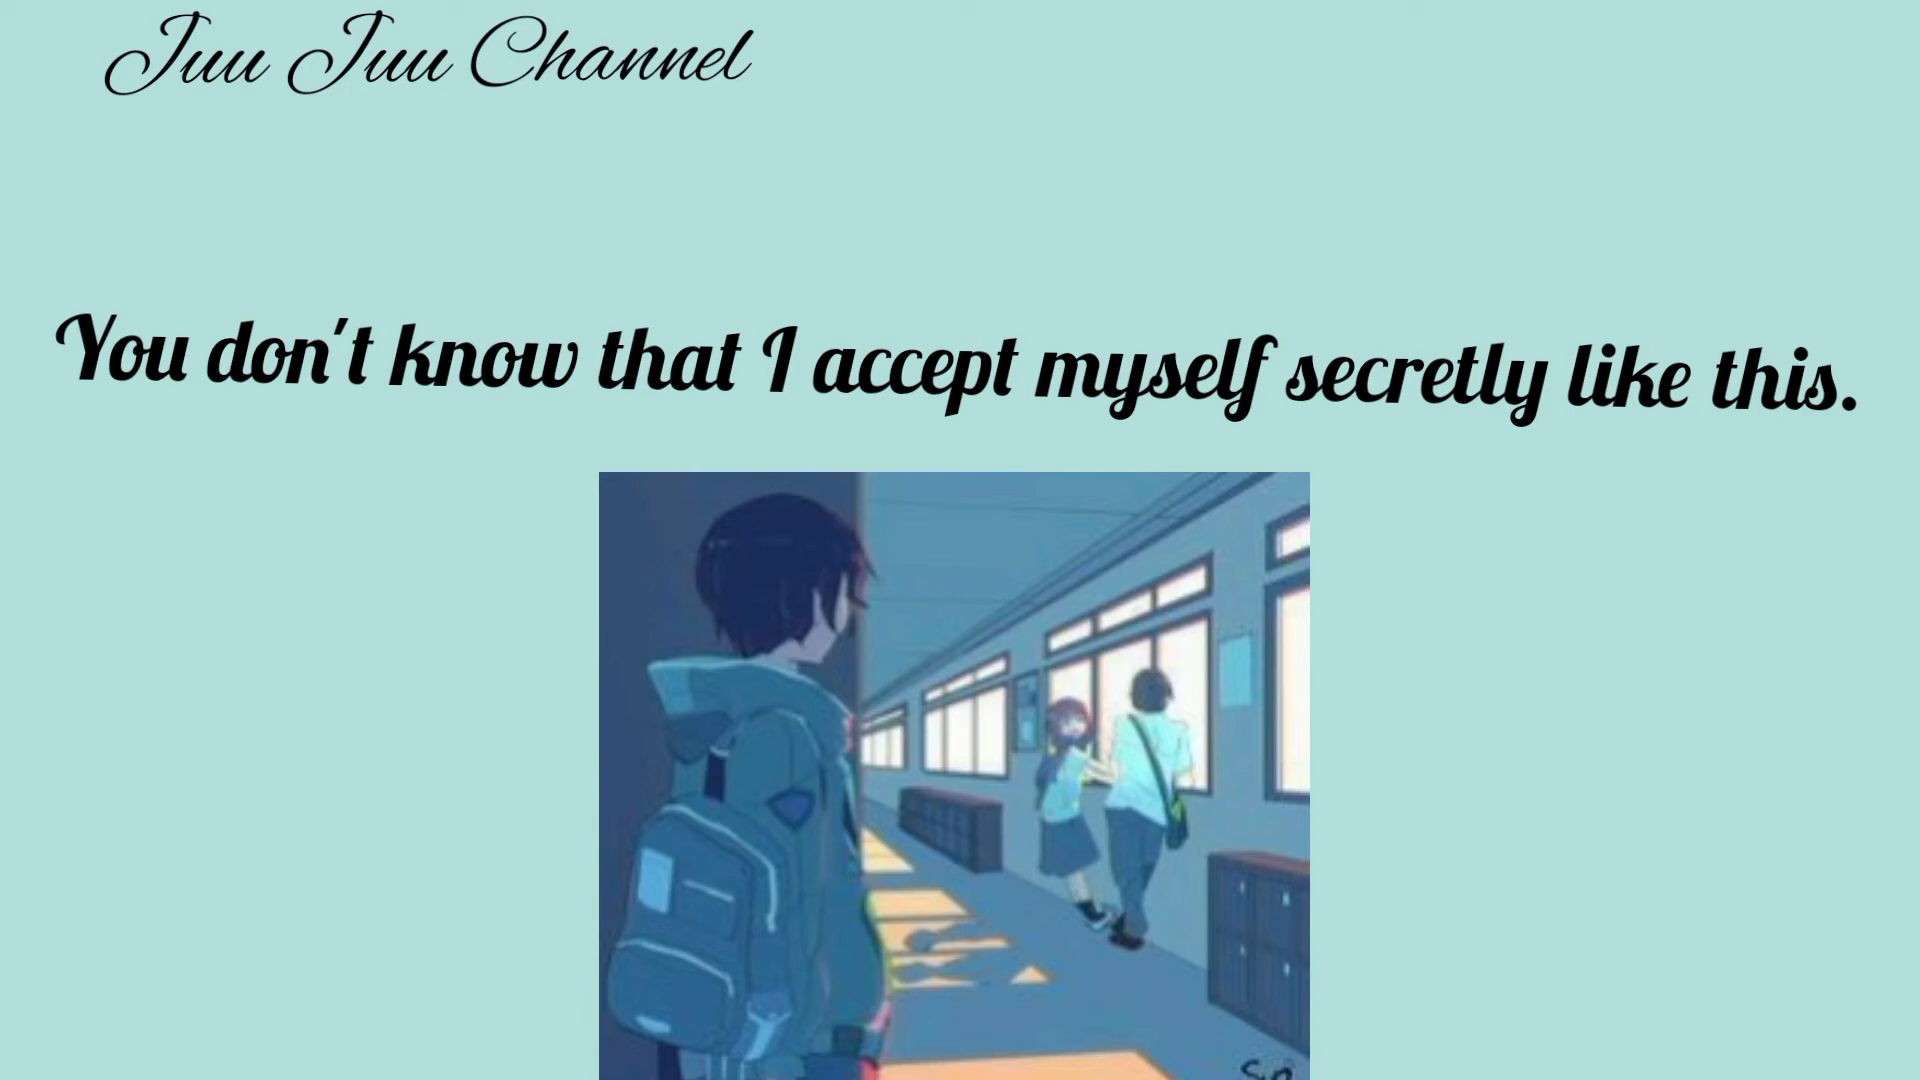 Juu Juu Channel
You don't know that I accept myself secretly like this.